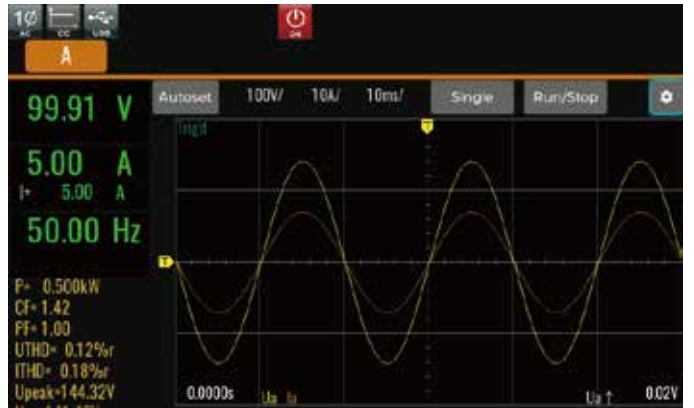 1Ø
AC
CC
USB
ON
A
99.91 V
Autoset 100V/ 10A/ 10ms/ Single Run/Stop
Trig'd
T
5.00 A
I= 5.00 A
50.00 Hz
T
P= 0.500kW
CF= 1.42
PF= 1.00
UTHD= 0.12%r
ITHD= 0.18%r
Upeak=144.32V
0.0000s Ua Ia Ua↑ 0.02V